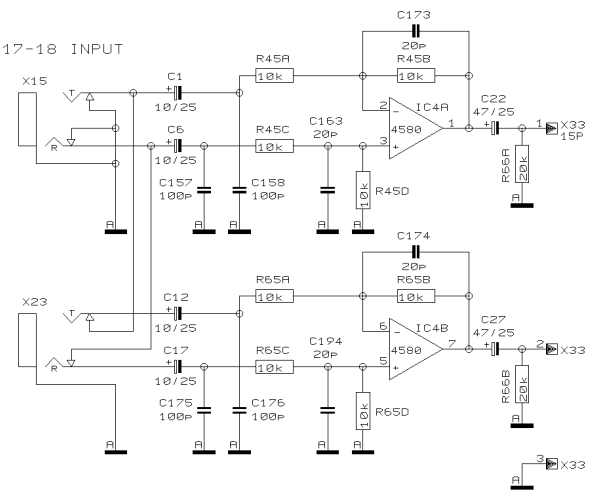 17-18 INPUT
C173
20P
R45A
10k
R45B
10k
X15
T
R
C1
+
10/25
C6
+
10/25
R45C
10k
C163
20P
2
-
3
+
4580
IC4A
1
C22
47/25
+
1
X33
15P
R66A
20k
C157
100P
C158
100P
10k
R45D
A
A
A
A
A
A
C174
20P
R65A
10k
R65B
10k
X23
T
R
C12
+
10/25
C17
+
10/25
R65C
10k
C194
20P
6
-
5
+
4580
IC4B
7
C27
47/25
+
2
X33
R66B
20k
C175
100P
C176
100P
10k
R65D
A
A
A
A
A
A
3
X33
A